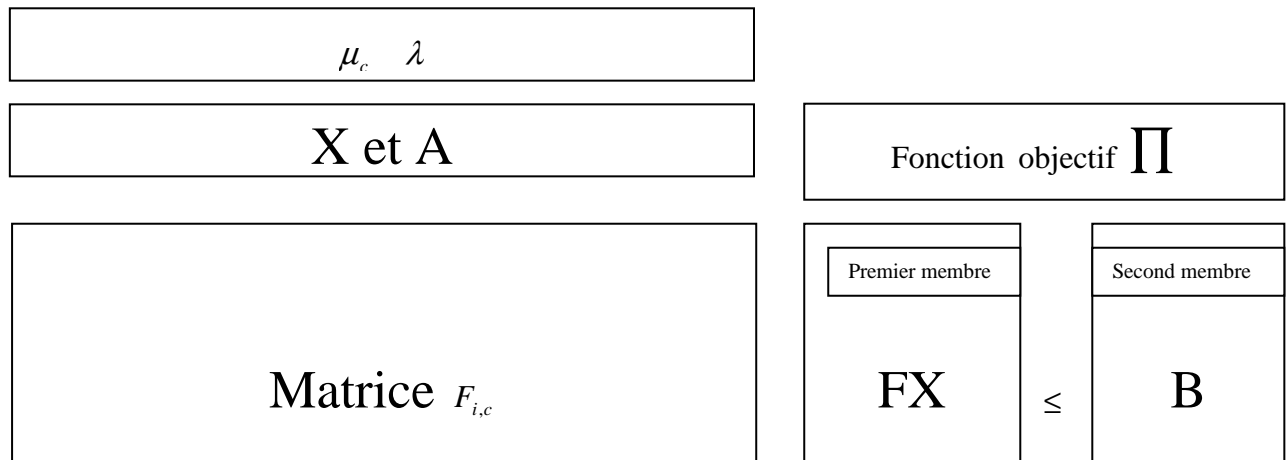 μ_c λ
X et A
Fonction objectif ∏
Premier membre
Second membre
Matrice F_{i,c}
FX ≤ B